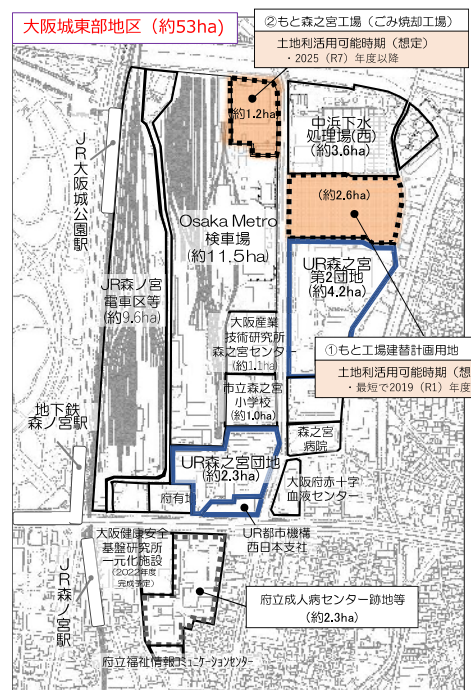 大阪城東部地区（約53ha）
②もと森之宮工場（ごみ焼却工場）
土地利活用可能時期（想定）
・2025（R7）年度以降
(約1.2ha)
中浜下水
処理場(西)
(約3.6ha)
JR大阪城公園駅
(約2.6ha)
Osaka Metro
検車場
(約11.5ha)
UR森之宮
第2団地
(約4.2ha)
JR森ノ宮
電車区等
(約9.6ha)
大阪産業
技術研究所
森之宮センター
(約1.1ha)
①もと工場建替計画用地
土地利活用可能時期（想
・最短で2019（R1）年度
市立森之宮
小学校
(約1.0ha)
地下鉄
森ノ宮駅
森之宮
病院
UR森之宮団地
(約2.3ha)
大阪府赤十字
血液センター
府有地
UR都市機構
西日本支社
大阪健康安全
基盤研究所
一元化施設
(2022年度
完成予定)
JR森ノ宮駅
府立成人病センター跡地等
(約2.3ha)
府立福祉情報コミュニケーションセンター